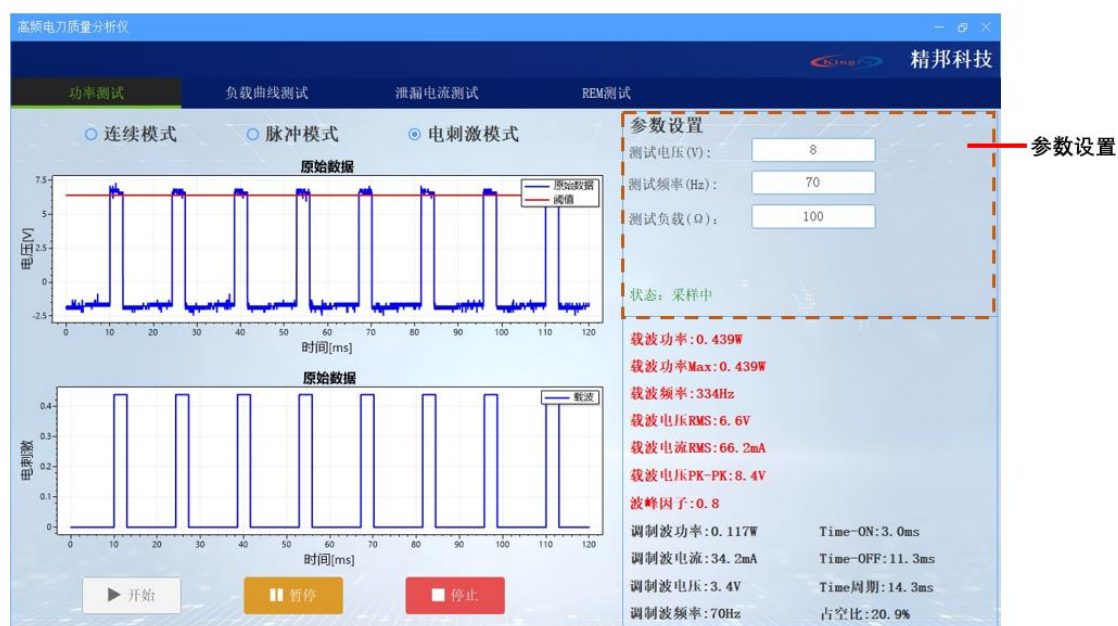 高频电刀质量分析仪
KingPo 精邦科技
功率测试 负载曲线测试 泄漏电流测试 REM测试
连续模式 脉冲模式 电刺激模式
原始数据
7.5
5
2.5
0
-2.5
电压[V]
原始数据
阈值
0 10 20 30 40 50 60 70 80 90 100 110 120
时间[ms]
原始数据
0.4
0.3
0.2
0.1
0
电刺激
载波
0 10 20 30 40 50 60 70 80 90 100 110 120
时间[ms]
开始 暂停 停止
参数设置
测试电压(V): 8
测试频率(Hz): 70
测试负载(Ω): 100
状态: 采样中
参数设置
载波功率:0.439W
载波功率Max:0.439W
载波频率:334Hz
载波电压RMS:6.6V
载波电流RMS:66.2mA
载波电压PK-PK:8.4V
波峰因子:0.8
调制波功率:0.117W Time-ON:3.0ms
调制波电流:34.2mA Time-OFF:11.3ms
调制波电压:3.4V Time周期:14.3ms
调制波频率:70Hz 占空比:20.9%